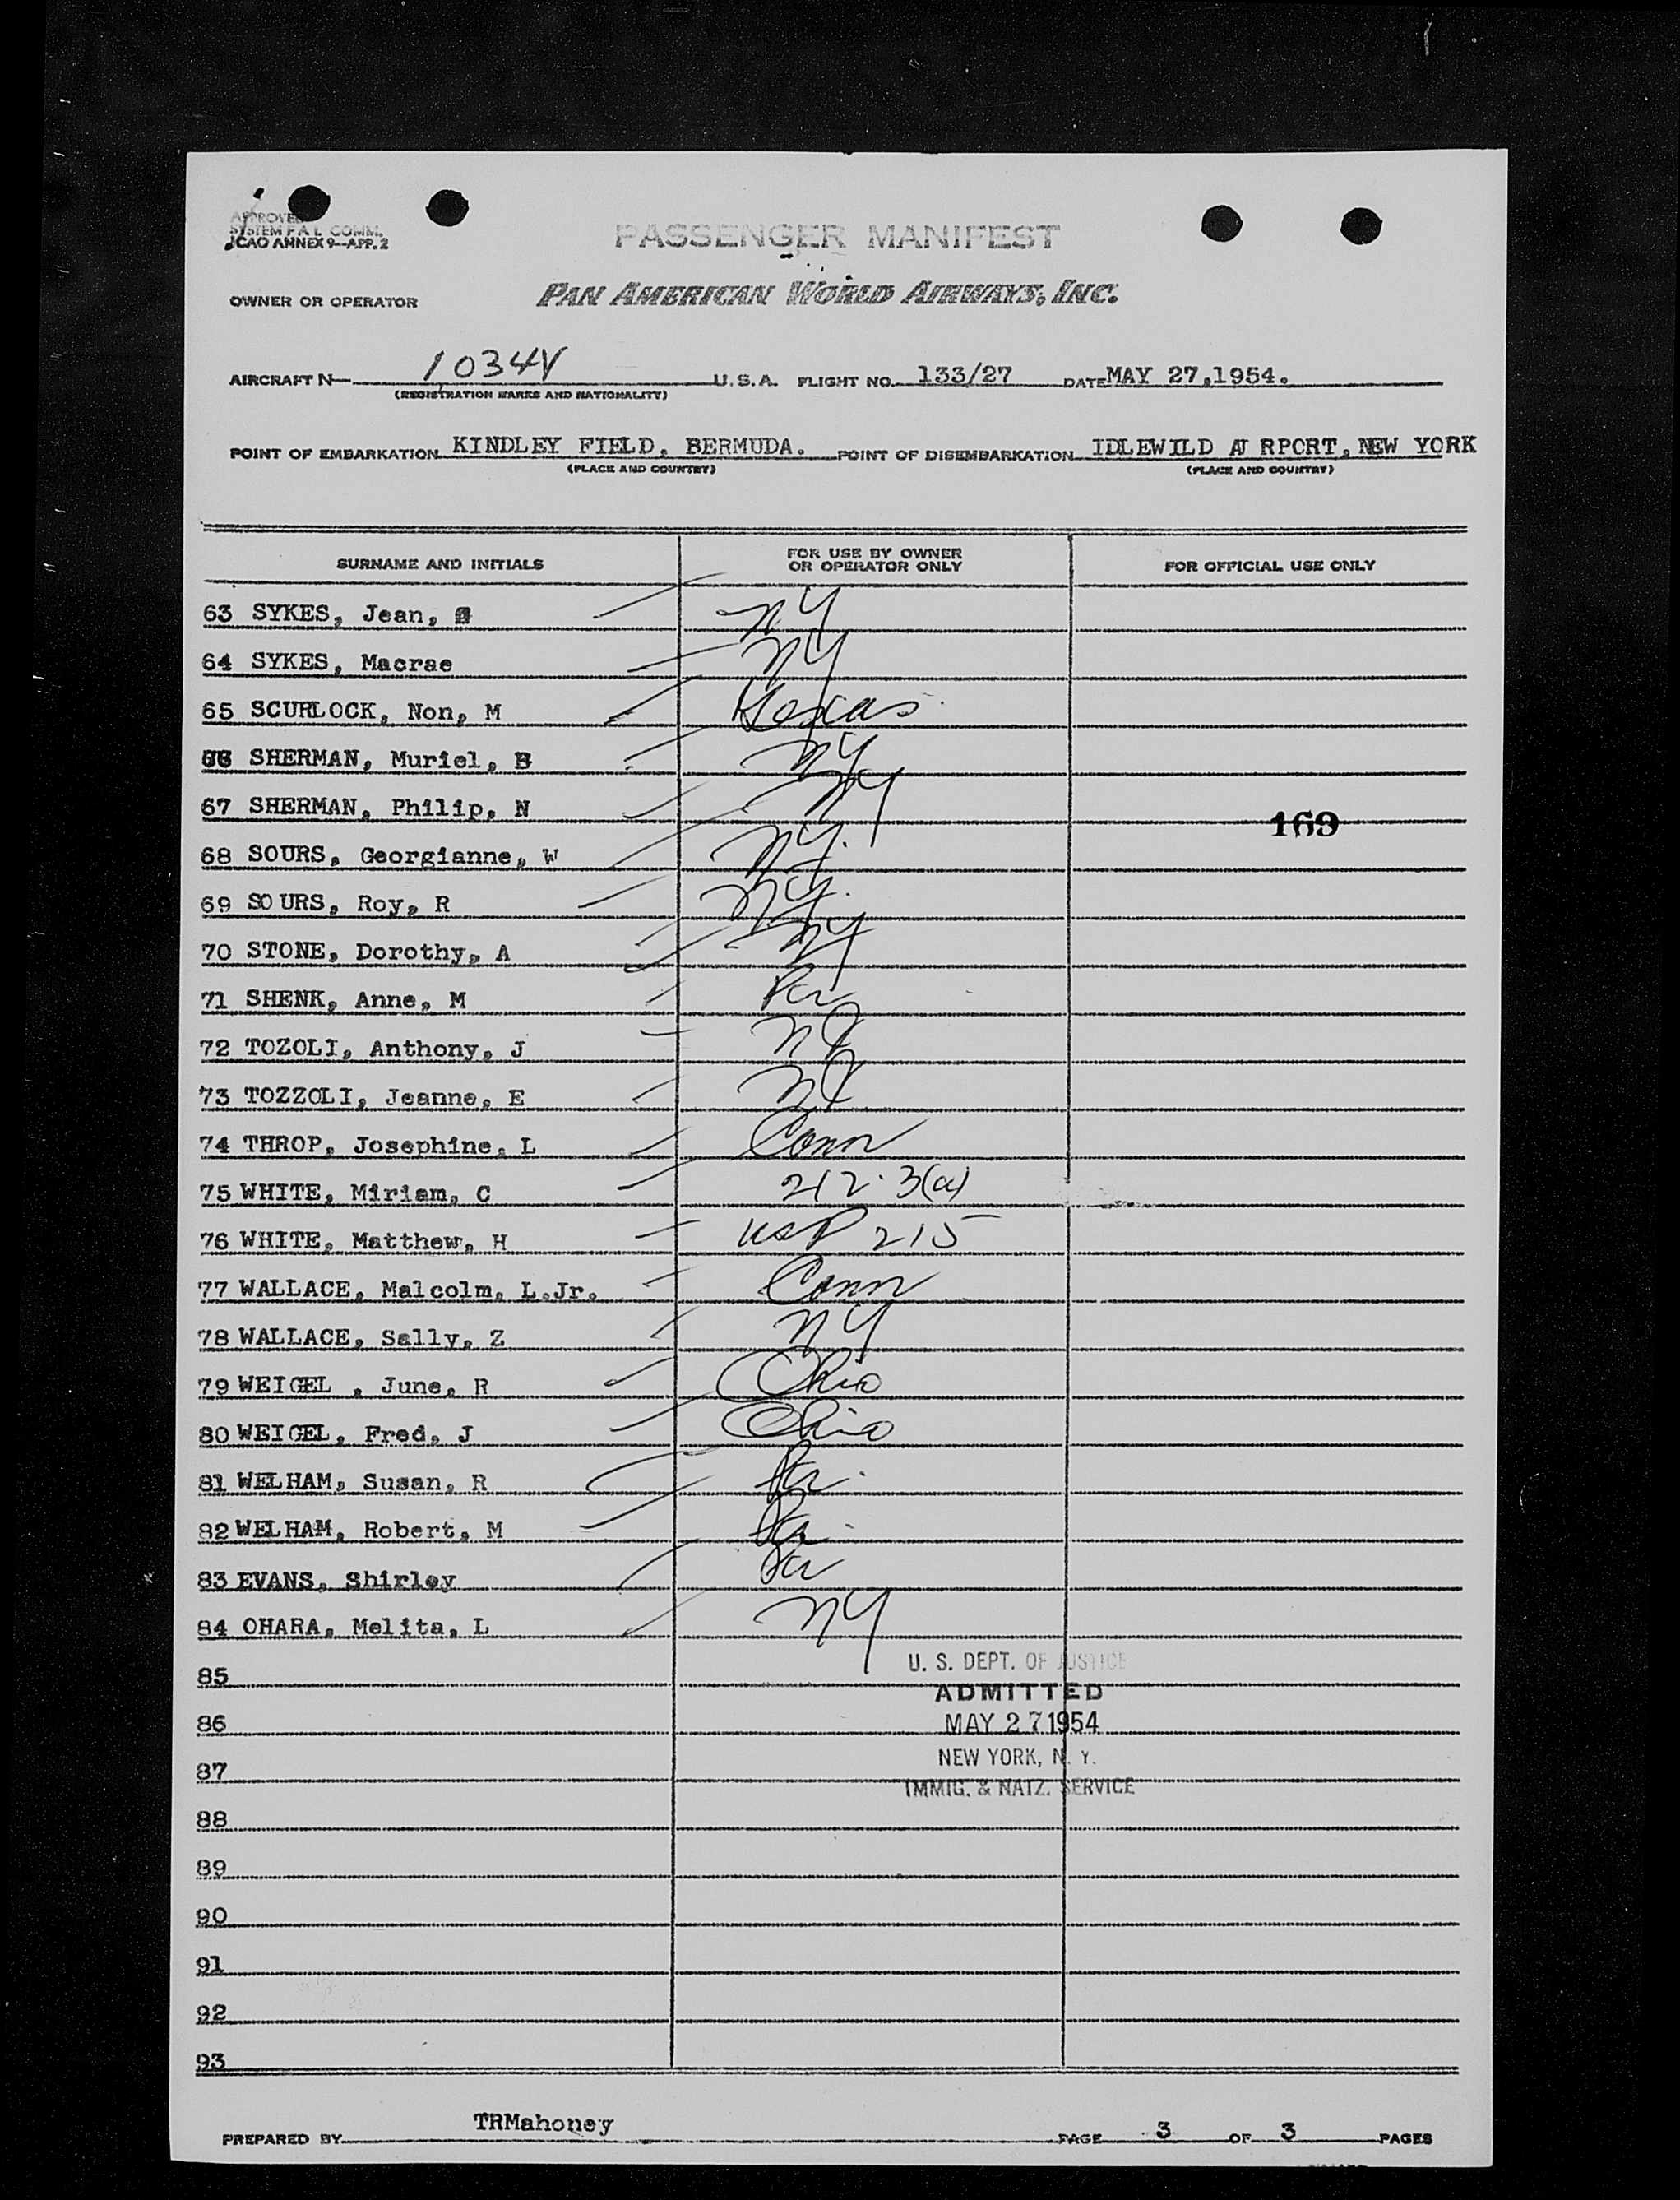 APPROVED
SYSTEM F A L COMM.
ICAO ANNEX 9--APP. 2
PASSENGER MANIFEST
OWNER OR OPERATOR PAN AMERICAN WORLD AIRWAYS, INC.
AIRCRAFT N 1034V U.S.A. FLIGHT NO. 133/27 DATE MAY 27,1954.
(REGISTRATION MARKS AND NATIONALITY)
POINT OF EMBARKATION KINDLEY FIELD, BERMUDA. POINT OF DISEMBARKATION IDLEWILD AI RPORT, NEW YORK
(PLACE AND COUNTRY) (PLACE AND COUNTRY)
SURNAME AND INITIALS FOR USE BY OWNER OR OPERATOR ONLY FOR OFFICIAL USE ONLY
63 SYKES, Jean, NY
64 SYKES, Macrae NY
65 SCURLOCK, Non, M Texas
66 SHERMAN, Muriel, B NY
67 SHERMAN, Philip, N NY
169
68 SOURS, Georgianne, W NY.
69 SOURS, Roy, R NY.
70 STONE, Dorothy, A NY
71 SHENK, Anne, M Pa
72 TOZOLI, Anthony, J NJ
73 TOZZOLI, Jeanne, E NJ
74 THROP, Josephine, L Conn
75 WHITE, Miriam, C 212.3(a)
76 WHITE, Matthew, H USP 215
77 WALLACE, Malcolm, L.Jr. Conn
78 WALLACE, Sally, Z NY
79 WEIGEL , June, R Ohio
80 WEIGEL, Fred, J Ohio
81 WELHAM, Susan, R Pa.
82 WELHAM, Robert, M Pa.
83 EVANS, Shirley Pa
84 OHARA, Melita, L NY
85
U. S. DEPT. OF JUSTICE
ADMITTED
86
MAY 27 1954
NEW YORK, N. Y.
87
IMMIG. & NATZ. SERVICE
88
89
90
91
92
93
PREPARED BY TRMahoney PAGE 3 OF 3 PAGES